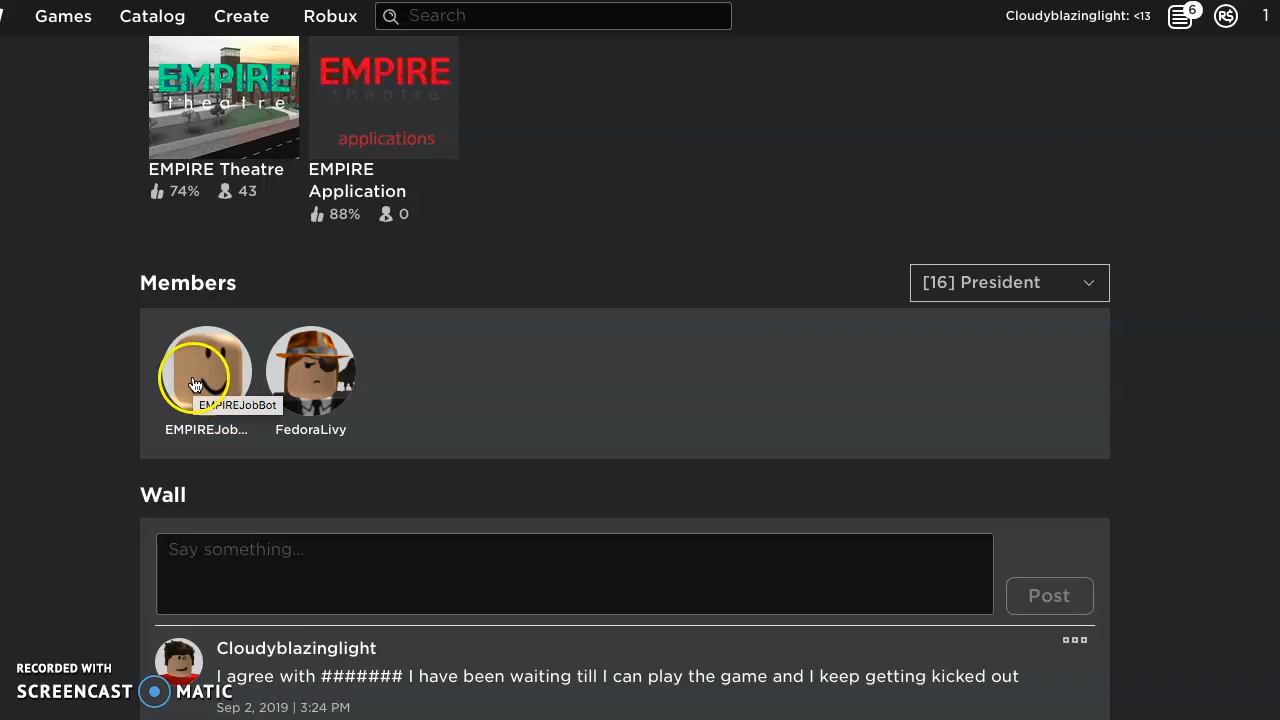 Games Catalog Create Robux Search Cloudyblazinglight: <13 6 R$ 1
EMPIRE theatre
EMPIRE theatre applications
EMPIRE Theatre
74% 43
EMPIRE
Application
88% 0
Members
[16] President
EMPIREJobBot
EMPIREJob... FedoraLivy
Wall
Say something...
Post
Cloudyblazinglight
I agree with ####### I have been waiting till I can play the game and I keep getting kicked out
Sep 2, 2019 | 3:24 PM
RECORDED WITH
SCREENCAST MATIC